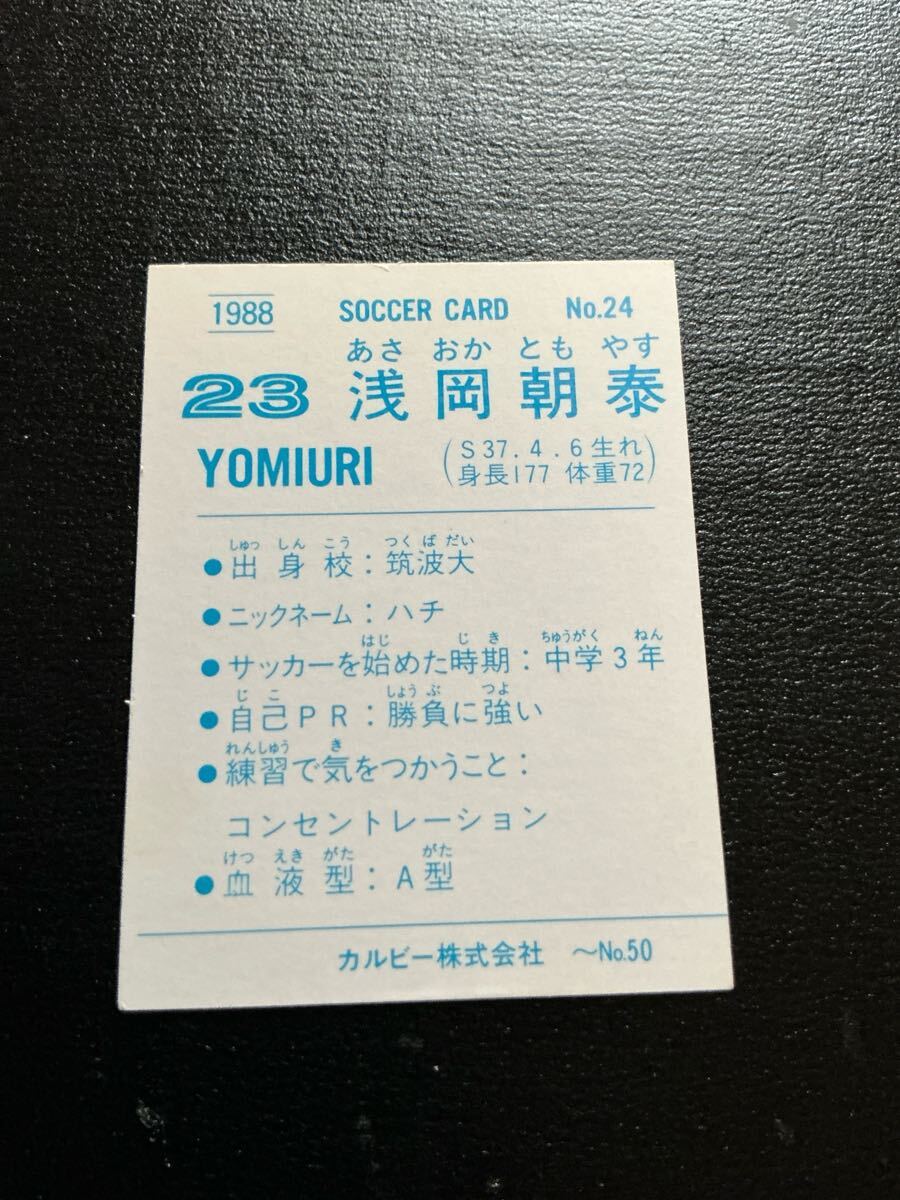 1988 SOCCER CARD No.24
あさ おか とも やす
23 浅岡朝泰
YOMIURI (S37.4.6生れ
身長177 体重72)
しゅっ しん こう つく ば だい
●出身校:筑波大
●ニックネーム:ハチ
はじ じ き ちゅうがく ねん
●サッカーを始めた時期:中学3年
じ こ しょう ぶ つよ
●自己PR:勝負に強い
れんしゅう き
●練習で気をつかうこと:
コンセントレーション
けつ えき がた がた
●血液型:A型
カルビー株式会社 〜No.50